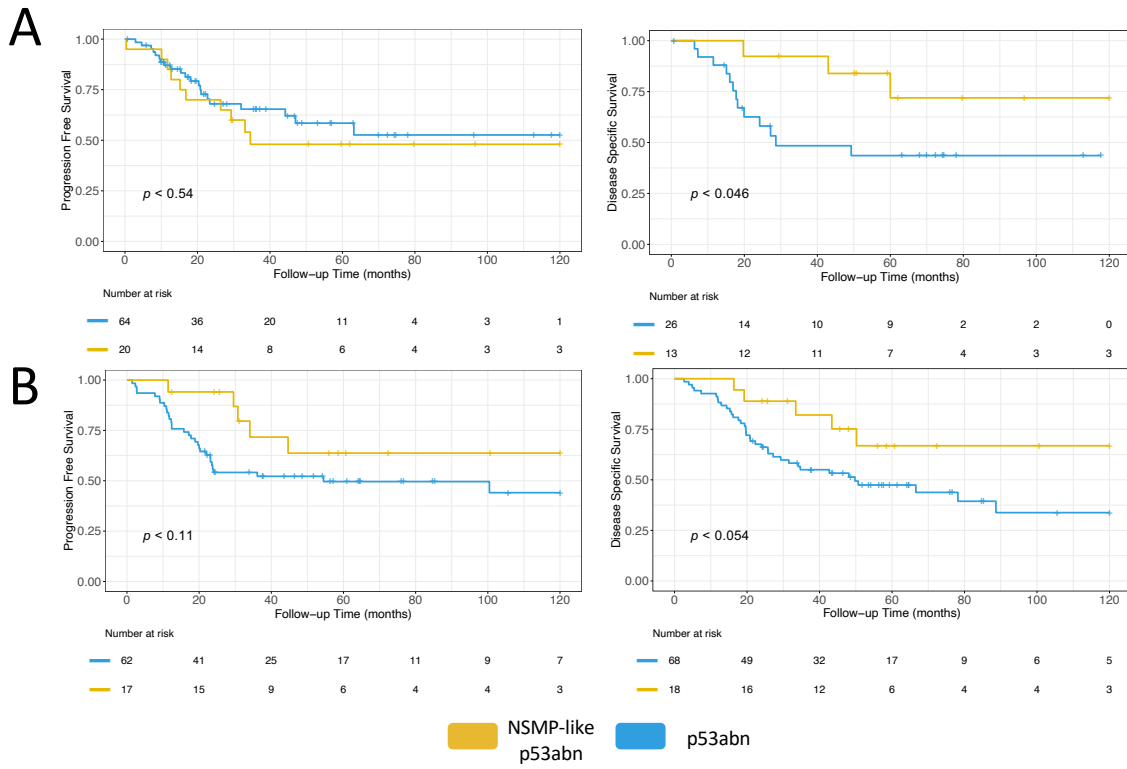 A
Progression Free Survival
1.00
0.75
0.50
0.25
0.00
p < 0.54
0 20 40 60 80 100 120
Follow-up Time (months)
Number at risk
64 36 20 11 4 3 1
20 14 8 6 4 3 3
Disease Specific Survival
1.00
0.75
0.50
0.25
0.00
p < 0.046
0 20 40 60 80 100 120
Follow-up Time (months)
Number at risk
26 14 10 9 2 2 0
13 12 11 7 4 3 3
B
Progression Free Survival
1.00
0.75
0.50
0.25
0.00
p < 0.11
0 20 40 60 80 100 120
Follow-up Time (months)
Number at risk
62 41 25 17 11 9 7
17 15 9 6 4 4 3
Disease Specific Survival
1.00
0.75
0.50
0.25
0.00
p < 0.054
0 20 40 60 80 100 120
Follow-up Time (months)
Number at risk
68 49 32 17 9 6 5
18 16 12 6 4 4 3
NSMP-like
p53abn
p53abn